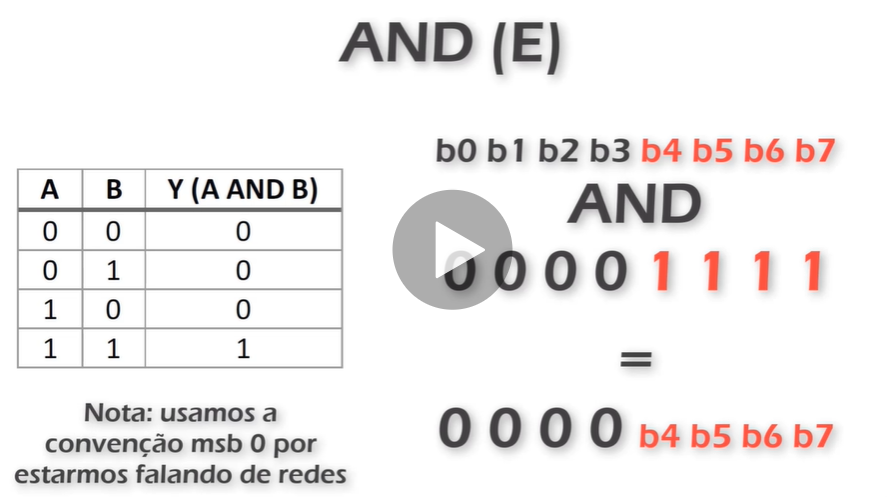 AND (E)
A B Y (A AND B)
0 0 0
0 1 0
1 0 0
1 1 1
Nota: usamos a
convenção msb 0 por
estarmos falando de redes
b0 b1 b2 b3 b4 b5 b6 b7
AND
0 0 0 0 1 1 1 1
=
0 0 0 0 b4 b5 b6 b7